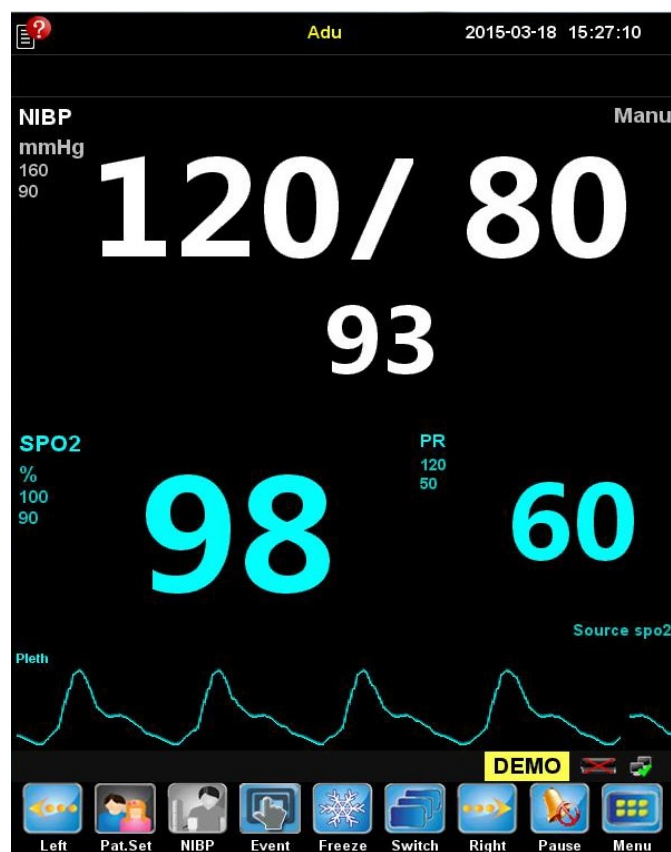 ?
Adu 2015-03-18 15:27:10
NIBP Manu
mmHg
160
90
120/ 80
93
SPO2
%
100
90
98
PR
120
50
60
Source spo2
Pleth
DEMO
Left Pat.Set NIBP Event Freeze Switch Right Pause Menu